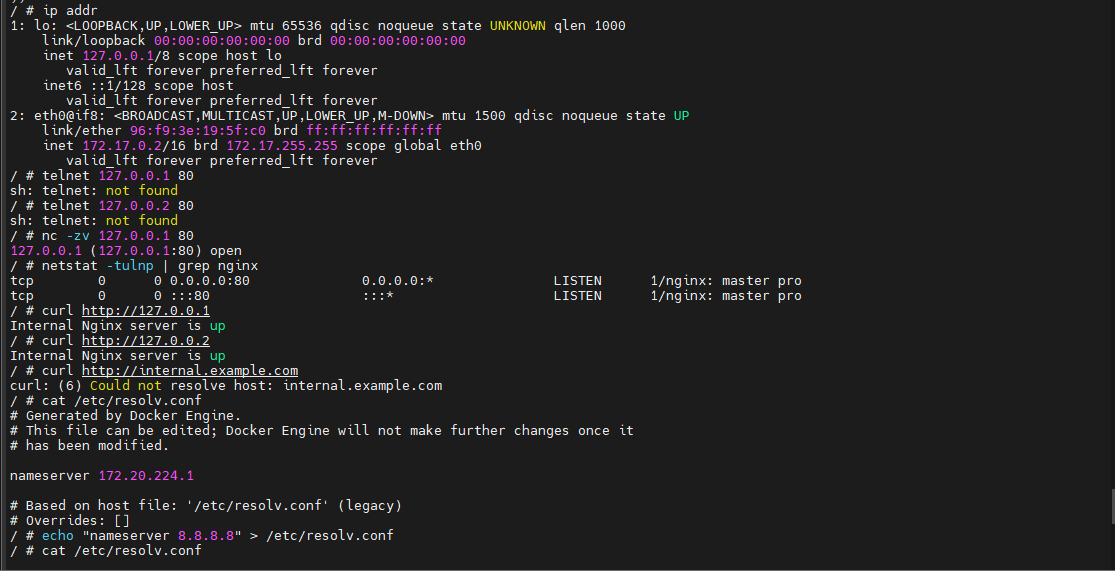 / # ip addr
1: lo: <LOOPBACK,UP,LOWER_UP> mtu 65536 qdisc noqueue state UNKNOWN qlen 1000
    link/loopback 00:00:00:00:00:00 brd 00:00:00:00:00:00
    inet 127.0.0.1/8 scope host lo
       valid_lft forever preferred_lft forever
    inet6 ::1/128 scope host
       valid_lft forever preferred_lft forever
2: eth0@if8: <BROADCAST,MULTICAST,UP,LOWER_UP,M-DOWN> mtu 1500 qdisc noqueue state UP
    link/ether 96:f9:3e:19:5f:c0 brd ff:ff:ff:ff:ff:ff
    inet 172.17.0.2/16 brd 172.17.255.255 scope global eth0
       valid_lft forever preferred_lft forever
/ # telnet 127.0.0.1 80
sh: telnet: not found
/ # telnet 127.0.0.2 80
sh: telnet: not found
/ # nc -zv 127.0.0.1 80
127.0.0.1 (127.0.0.1:80) open
/ # netstat -tulnp | grep nginx
tcp        0      0 0.0.0.0:80              0.0.0.0:*               LISTEN      1/nginx: master pro
tcp        0      0 :::80                   :::*                    LISTEN      1/nginx: master pro
/ # curl http://127.0.0.1
Internal Nginx server is up
/ # curl http://127.0.0.2
Internal Nginx server is up
/ # curl http://internal.example.com
curl: (6) Could not resolve host: internal.example.com
/ # cat /etc/resolv.conf
# Generated by Docker Engine.
# This file can be edited; Docker Engine will not make further changes once it
# has been modified.

nameserver 172.20.224.1

# Based on host file: '/etc/resolv.conf' (legacy)
# Overrides: []
/ # echo "nameserver 8.8.8.8" > /etc/resolv.conf
/ # cat /etc/resolv.conf